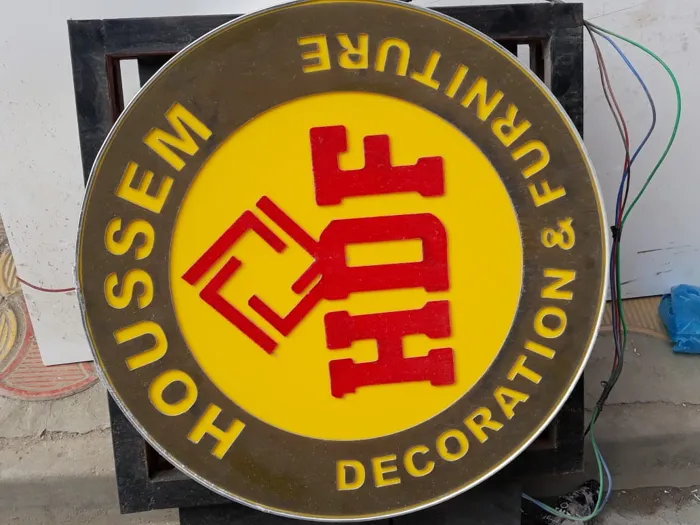 HOUSSEM
HDF
DECORATION & FURNITURE